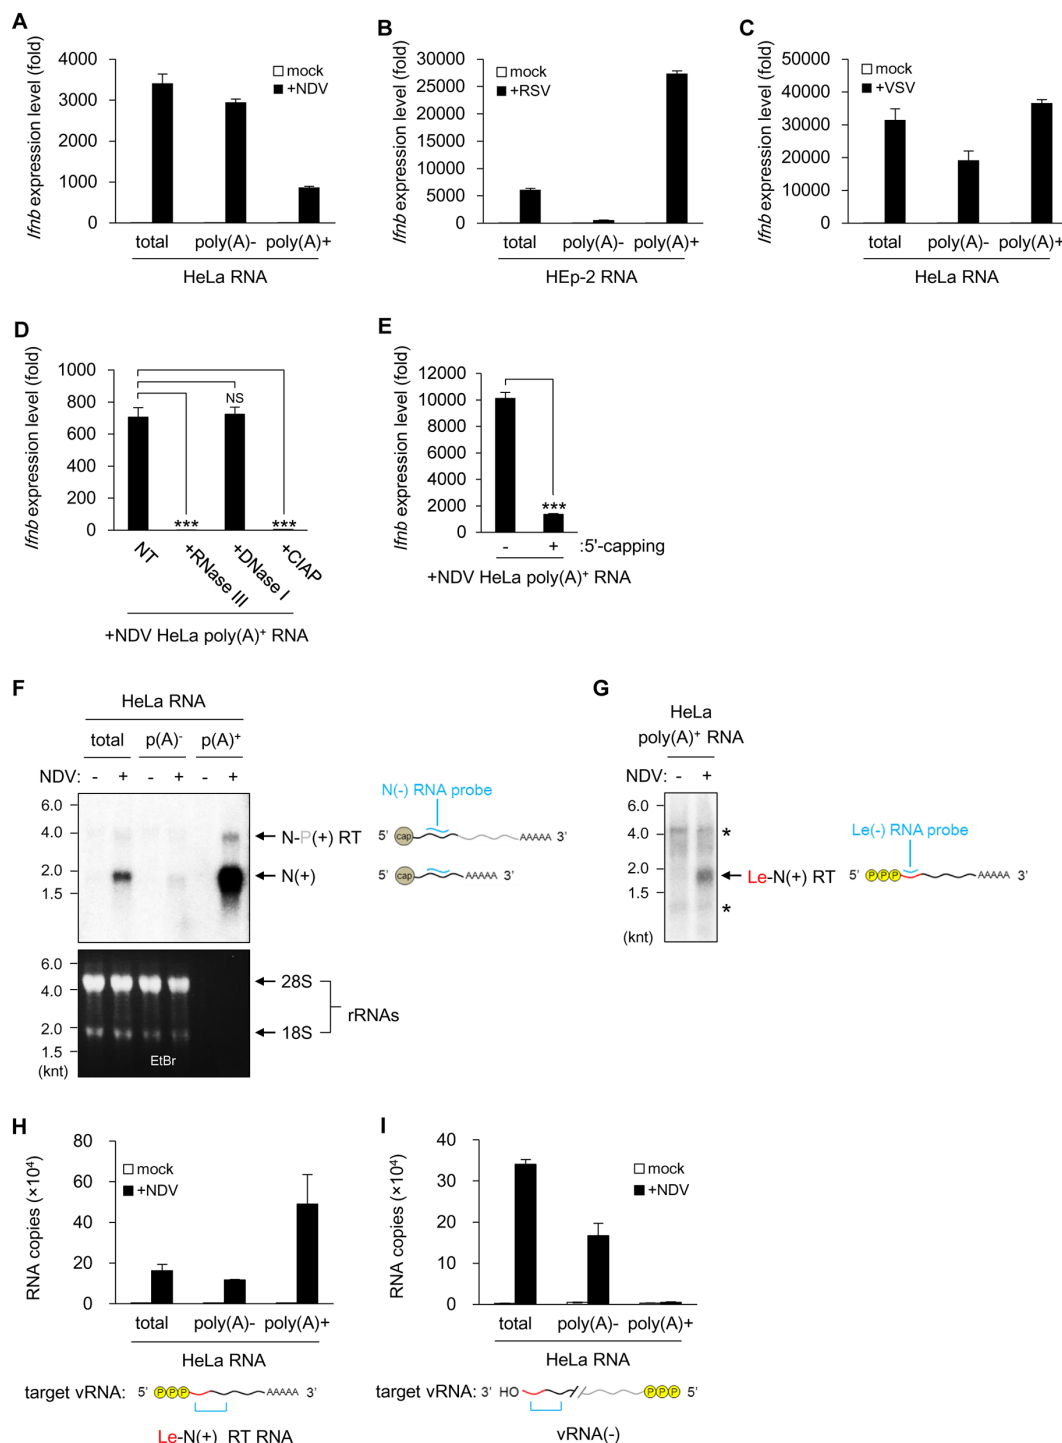 A
Ifnb expression level (fold)
4000
3000
2000
1000
0
mock
+NDV
total poly(A)- poly(A)+
HeLa RNA
B
Ifnb expression level (fold)
30000
25000
20000
15000
10000
5000
0
mock
+RSV
total poly(A)- poly(A)+
HEp-2 RNA
C
Ifnb expression level (fold)
50000
40000
30000
20000
10000
0
mock
+VSV
total poly(A)- poly(A)+
HeLa RNA
D
Ifnb expression level (fold)
1000
800
600
400
200
0
NS
*** ***
NT +RNase III +DNase I +CIAP
+NDV HeLa poly(A)⁺ RNA
E
Ifnb expression level (fold)
12000
10000
8000
6000
4000
2000
0
***
- + :5'-capping
+NDV HeLa poly(A)⁺ RNA
F
HeLa RNA
total p(A)⁻ p(A)⁺
NDV: - + - + - +
6.0
4.0
2.0
1.5
N-P(+) RT
N(+)
N(-) RNA probe
5' cap AAAAA 3'
5' cap AAAAA 3'
6.0
4.0
2.0
1.5
(knt)
EtBr
28S
18S
rRNAs
G
HeLa
poly(A)⁺ RNA
NDV: - +
6.0
4.0
2.0
1.5
(knt)
*
Le-N(+) RT
*
Le(-) RNA probe
5' PPP AAAAA 3'
H
RNA copies (×10⁴)
80
60
40
20
0
mock
+NDV
total poly(A)- poly(A)+
HeLa RNA
target vRNA: 5' PPP AAAAA 3'
Le-N(+) RT RNA
I
RNA copies (×10⁴)
40
30
20
10
0
mock
+NDV
total poly(A)- poly(A)+
HeLa RNA
target vRNA: 3' HO PPP 5'
vRNA(-)